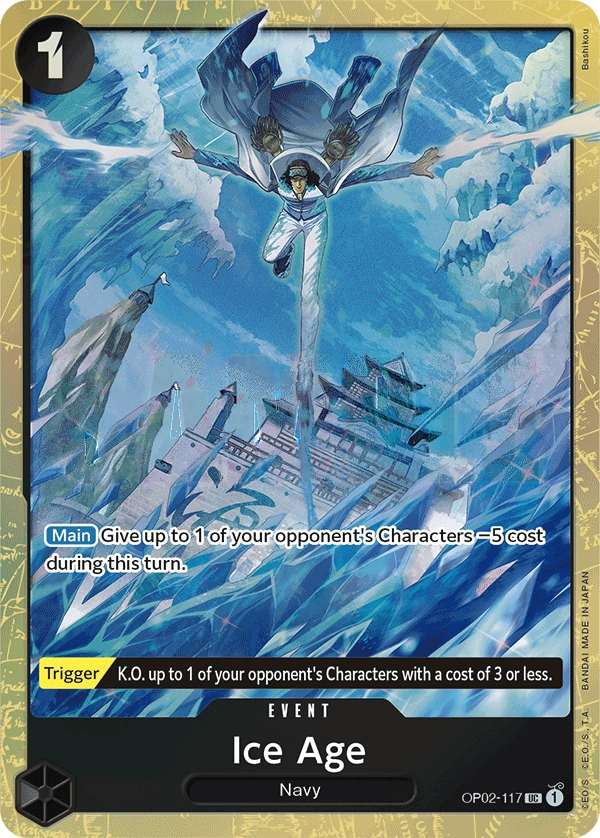 1
Bashikou
Main Give up to 1 of your opponent's Characters −5 cost
during this turn.
Trigger K.O. up to 1 of your opponent's Characters with a cost of 3 or less.
EVENT
Ice Age
Navy
OP02-117 UC 1
©E.O./S., T.A. BANDAI MADE IN JAPAN